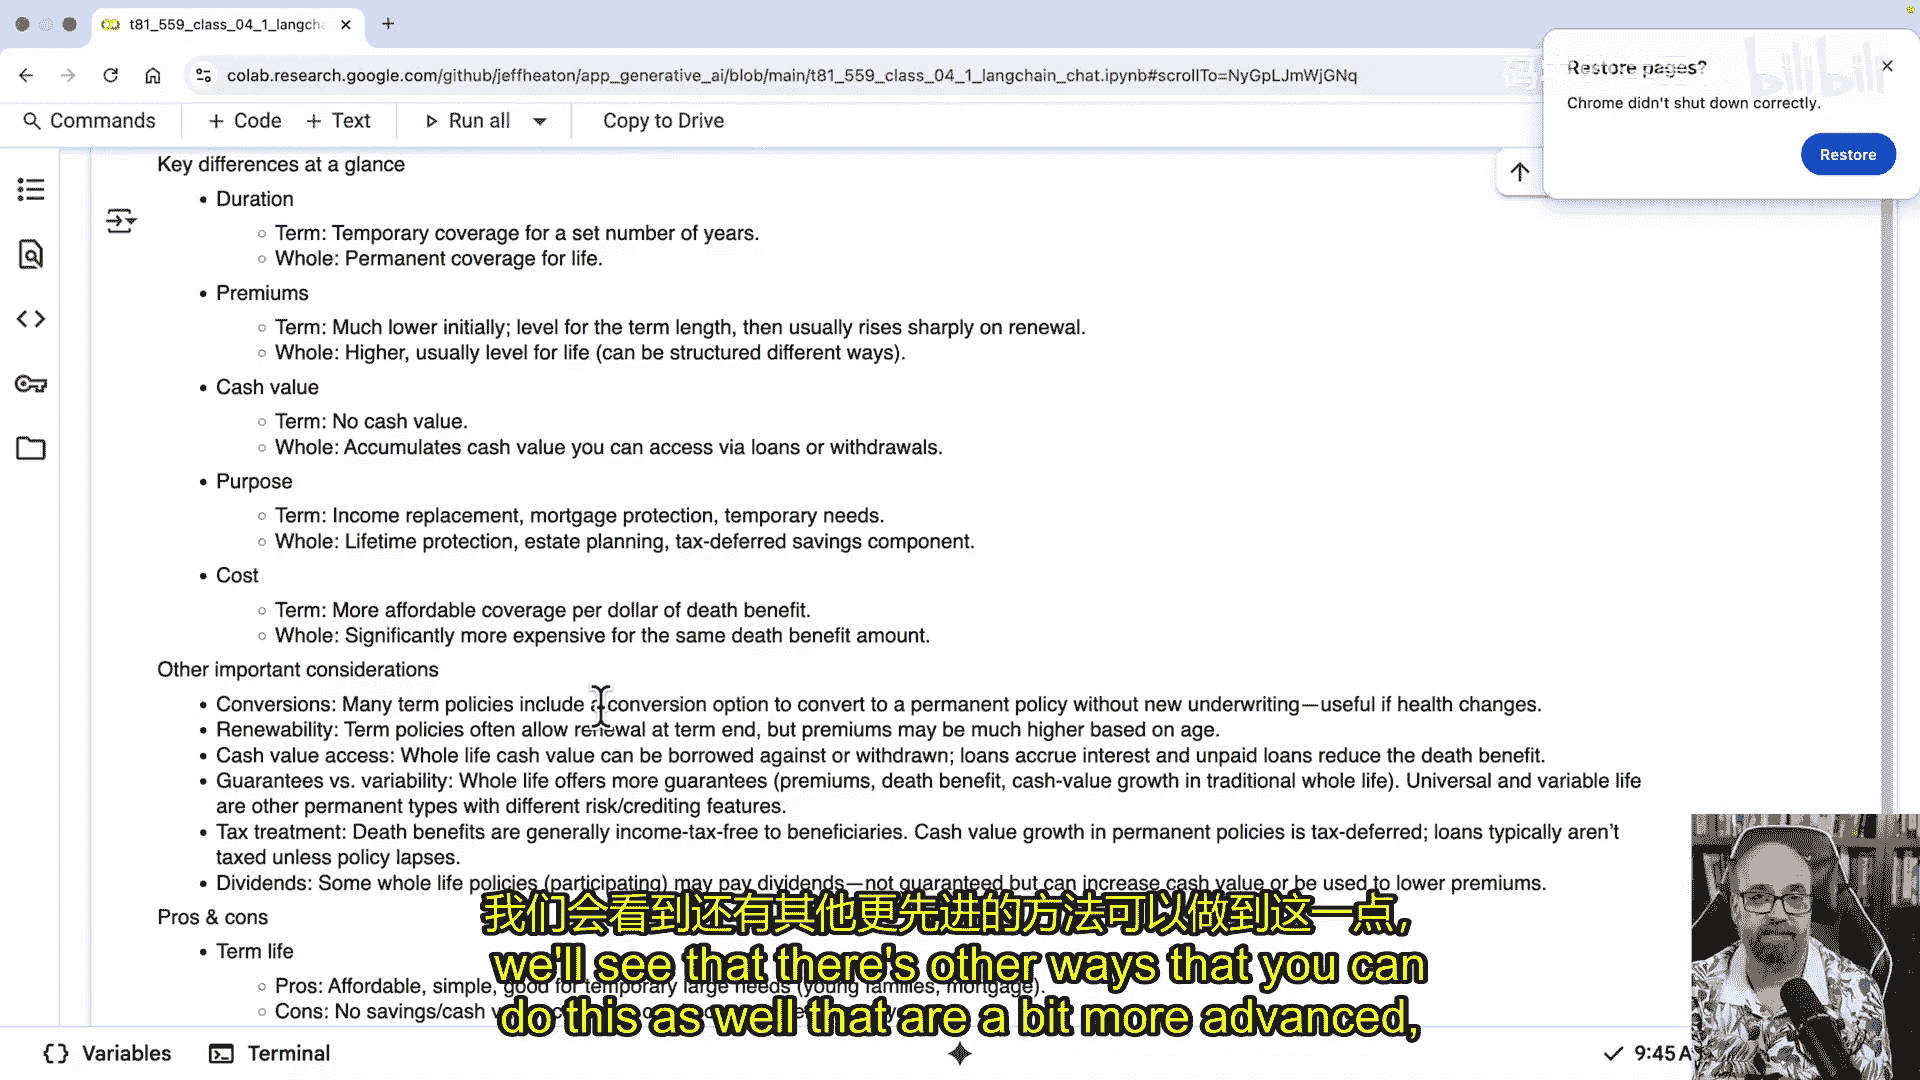 t81_559_class_04_1_langcha
colab.research.google.com/github/jeffheaton/app_generative_ai/blob/main/t81_559_class_04_1_langchain_chat.ipynb#scrollTo=NyGpLJmWjGNq
Restore pages?
Chrome didn't shut down correctly.
Restore
bilibili
Commands
+ Code
+ Text
Run all
Copy to Drive
Key differences at a glance
• Duration
○ Term: Temporary coverage for a set number of years.
○ Whole: Permanent coverage for life.
• Premiums
○ Term: Much lower initially; level for the term length, then usually rises sharply on renewal.
○ Whole: Higher, usually level for life (can be structured different ways).
• Cash value
○ Term: No cash value.
○ Whole: Accumulates cash value you can access via loans or withdrawals.
• Purpose
○ Term: Income replacement, mortgage protection, temporary needs.
○ Whole: Lifetime protection, estate planning, tax-deferred savings component.
• Cost
○ Term: More affordable coverage per dollar of death benefit.
○ Whole: Significantly more expensive for the same death benefit amount.
Other important considerations
• Conversions: Many term policies include a conversion option to convert to a permanent policy without new underwriting—useful if health changes.
• Renewability: Term policies often allow renewal at term end, but premiums may be much higher based on age.
• Cash value access: Whole life cash value can be borrowed against or withdrawn; loans accrue interest and unpaid loans reduce the death benefit.
• Guarantees vs. variability: Whole life offers more guarantees (premiums, death benefit, cash-value growth in traditional whole life). Universal and variable life
are other permanent types with different risk/crediting features.
• Tax treatment: Death benefits are generally income-tax-free to beneficiaries. Cash value growth in permanent policies is tax-deferred; loans typically aren't
taxed unless policy lapses.
• Dividends: Some whole life policies (participating) may pay dividends—not guaranteed but can increase cash value or be used to lower premiums.
Pros & cons
• Term life
○ Pros: Affordable, simple, good for temporary large needs (young families, mortgage).
○ Cons: No savings/cash
我们会看到还有其他更先进的方法可以做到这一点,
we'll see that there's other ways that you can
do this as well that are a bit more advanced,
Variables
Terminal
9:45 A